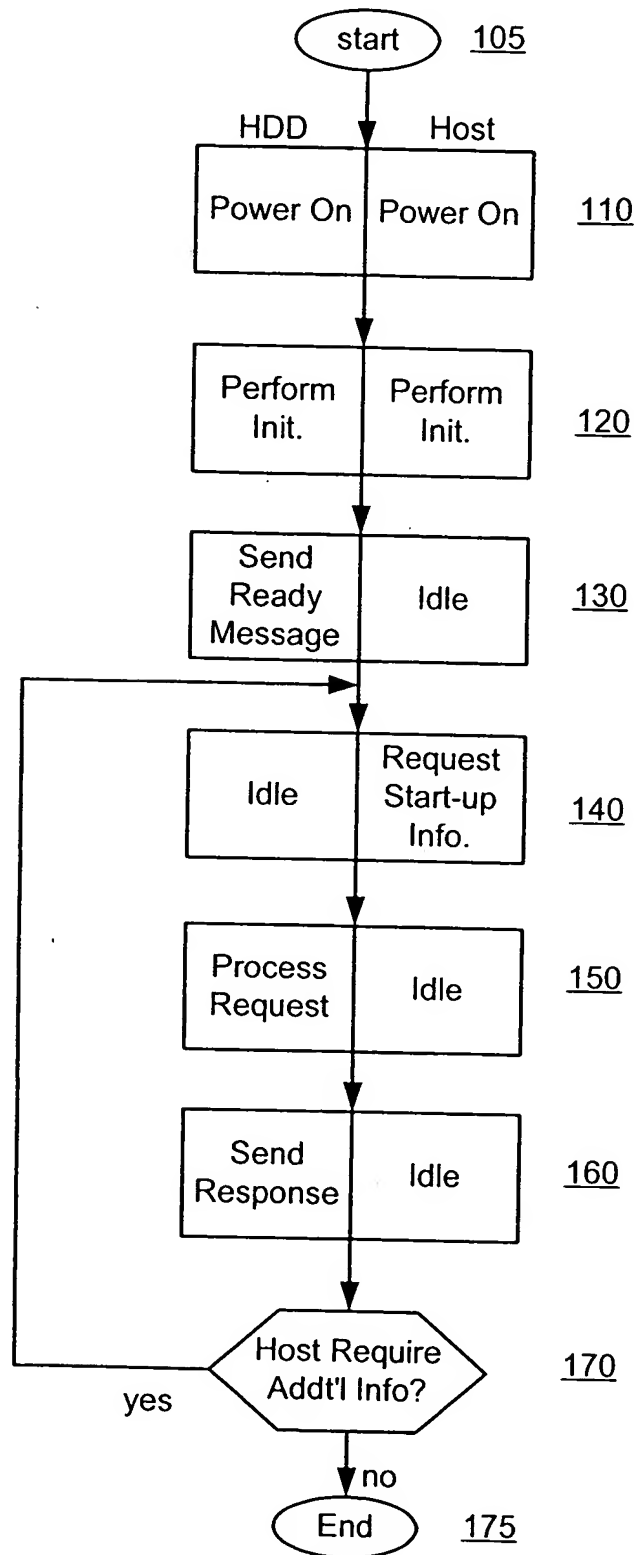 start 105
HDD Host
Power On Power On 110
Perform Perform
Init. Init. 120
Send
Ready Idle 130
Message
Request
Idle Start-up 140
Info.
Process Idle 150
Request
Send Idle 160
Response
Host Require 170
Addt'l Info?
yes
no
End 175